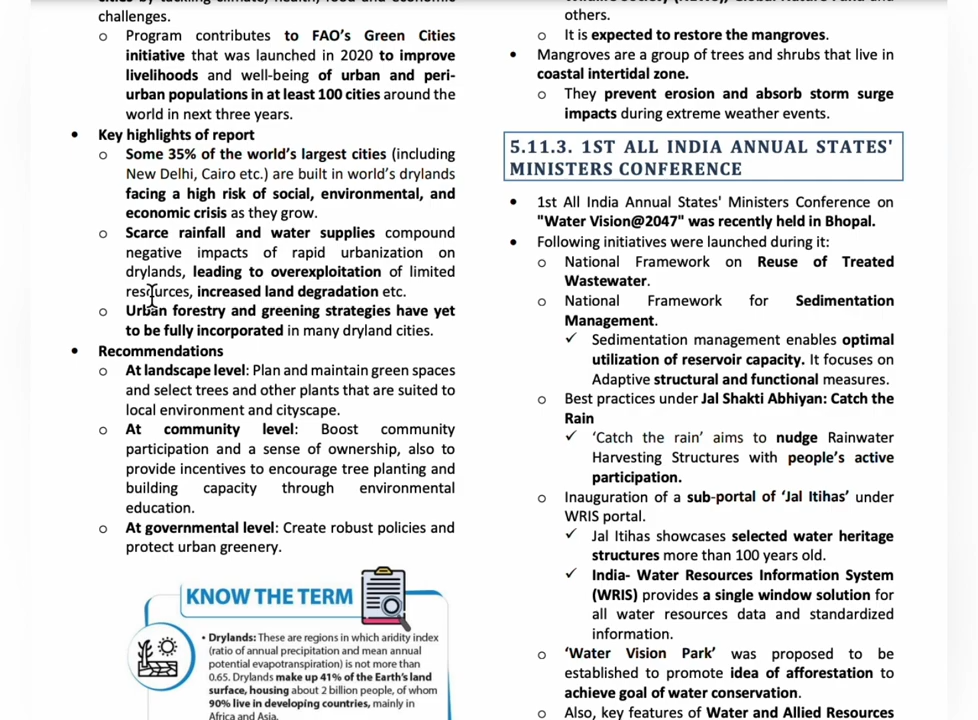 cities by tackling climate, health, food and economic
challenges.
o Program contributes to FAO's Green Cities
initiative that was launched in 2020 to improve
livelihoods and well-being of urban and peri-
urban populations in at least 100 cities around the
world in next three years.
• Key highlights of report
o Some 35% of the world's largest cities (including
New Delhi, Cairo etc.) are built in world's drylands
facing a high risk of social, environmental, and
economic crisis as they grow.
o Scarce rainfall and water supplies compound
negative impacts of rapid urbanization on
drylands, leading to overexploitation of limited
resources, increased land degradation etc.
o Urban forestry and greening strategies have yet
to be fully incorporated in many dryland cities.
• Recommendations
o At landscape level: Plan and maintain green spaces
and select trees and other plants that are suited to
local environment and cityscape.
o At community level: Boost community
participation and a sense of ownership, also to
provide incentives to encourage tree planting and
building capacity through environmental
education.
o At governmental level: Create robust policies and
protect urban greenery.
KNOW THE TERM
• Drylands: These are regions in which aridity index
(ratio of annual precipitation and mean annual
potential evapotranspiration) is not more than
0.65. Drylands make up 41% of the Earth's land
surface, housing about 2 billion people, of whom
90% live in developing countries, mainly in
Africa and Asia.
and
others.
o It is expected to restore the mangroves.
• Mangroves are a group of trees and shrubs that live in
coastal intertidal zone.
o They prevent erosion and absorb storm surge
impacts during extreme weather events.
5.11.3. 1ST ALL INDIA ANNUAL STATES'
MINISTERS CONFERENCE
• 1st All India Annual States' Ministers Conference on
"Water Vision@2047" was recently held in Bhopal.
• Following initiatives were launched during it:
o National Framework on Reuse of Treated
Wastewater.
o National Framework for Sedimentation
Management.
✓ Sedimentation management enables optimal
utilization of reservoir capacity. It focuses on
Adaptive structural and functional measures.
o Best practices under Jal Shakti Abhiyan: Catch the
Rain
✓ 'Catch the rain' aims to nudge Rainwater
Harvesting Structures with people's active
participation.
o Inauguration of a sub-portal of 'Jal Itihas' under
WRIS portal.
✓ Jal Itihas showcases selected water heritage
structures more than 100 years old.
✓ India- Water Resources Information System
(WRIS) provides a single window solution for
all water resources data and standardized
information.
o 'Water Vision Park' was proposed to be
established to promote idea of afforestation to
achieve goal of water conservation.
o Also, key features of Water and Allied Resources